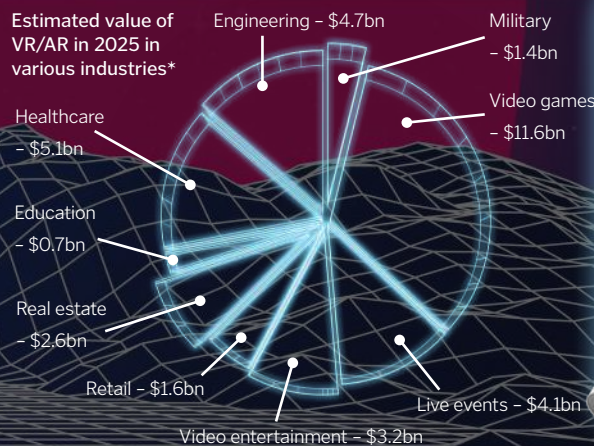 Estimated value of
VR/AR in 2025 in
various industries*
Engineering – $4.7bn
Military
– $1.4bn
Video games
– $11.6bn
Healthcare
– $5.1bn
Education
– $0.7bn
Real estate
– $2.6bn
Retail – $1.6bn
Live events – $4.1bn
Video entertainment – $3.2bn